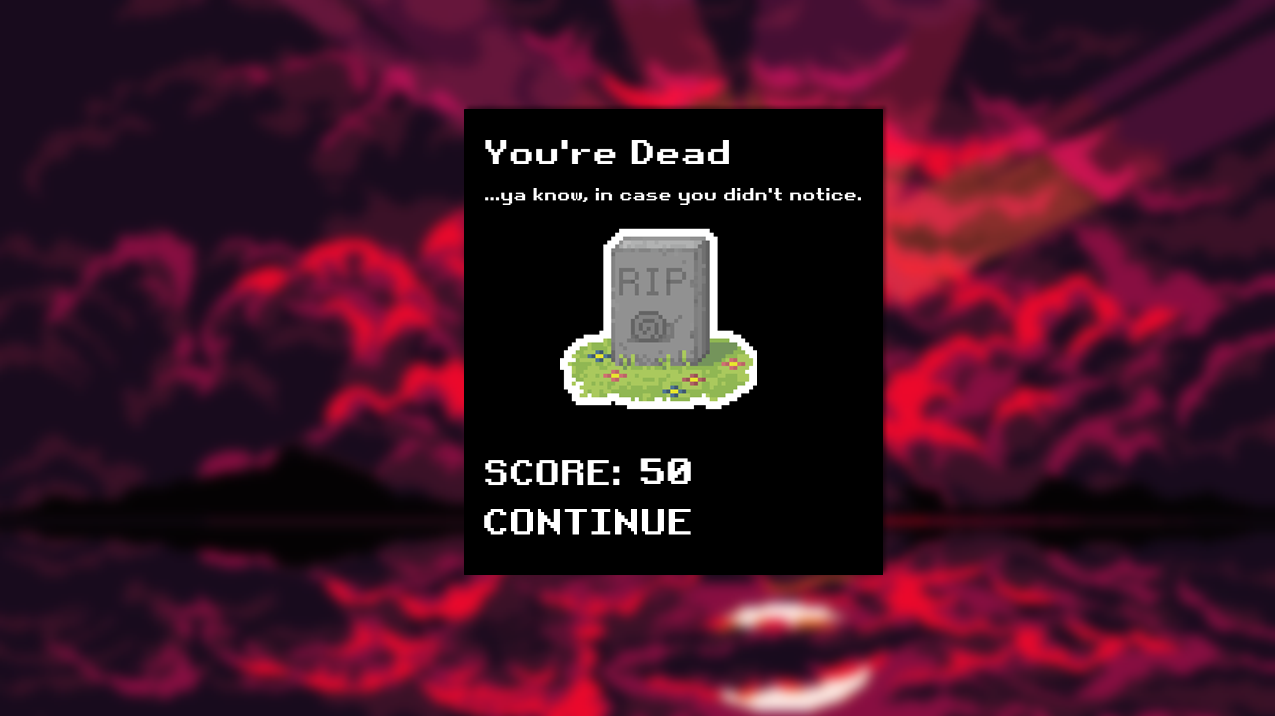 You're Dead
...ya know, in case you didn't notice.
RIP
SCORE: 50
CONTINUE